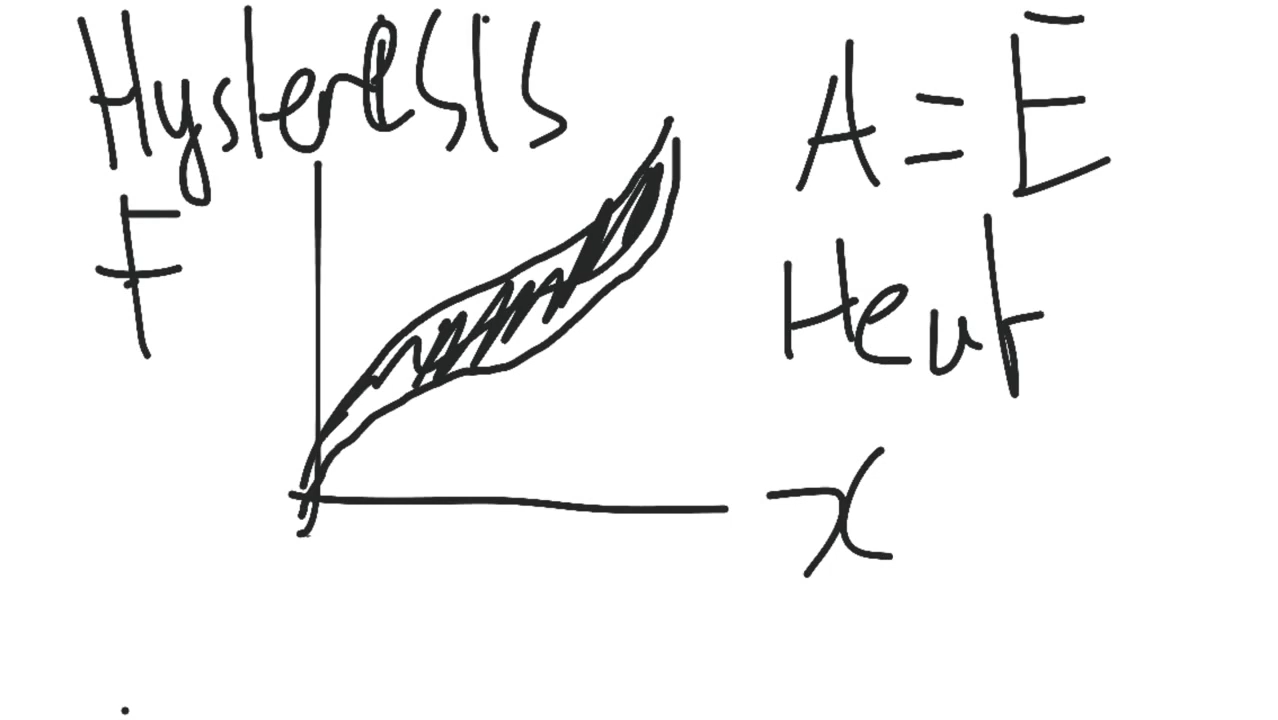 Hysteresis
A = E
F
Heat
x